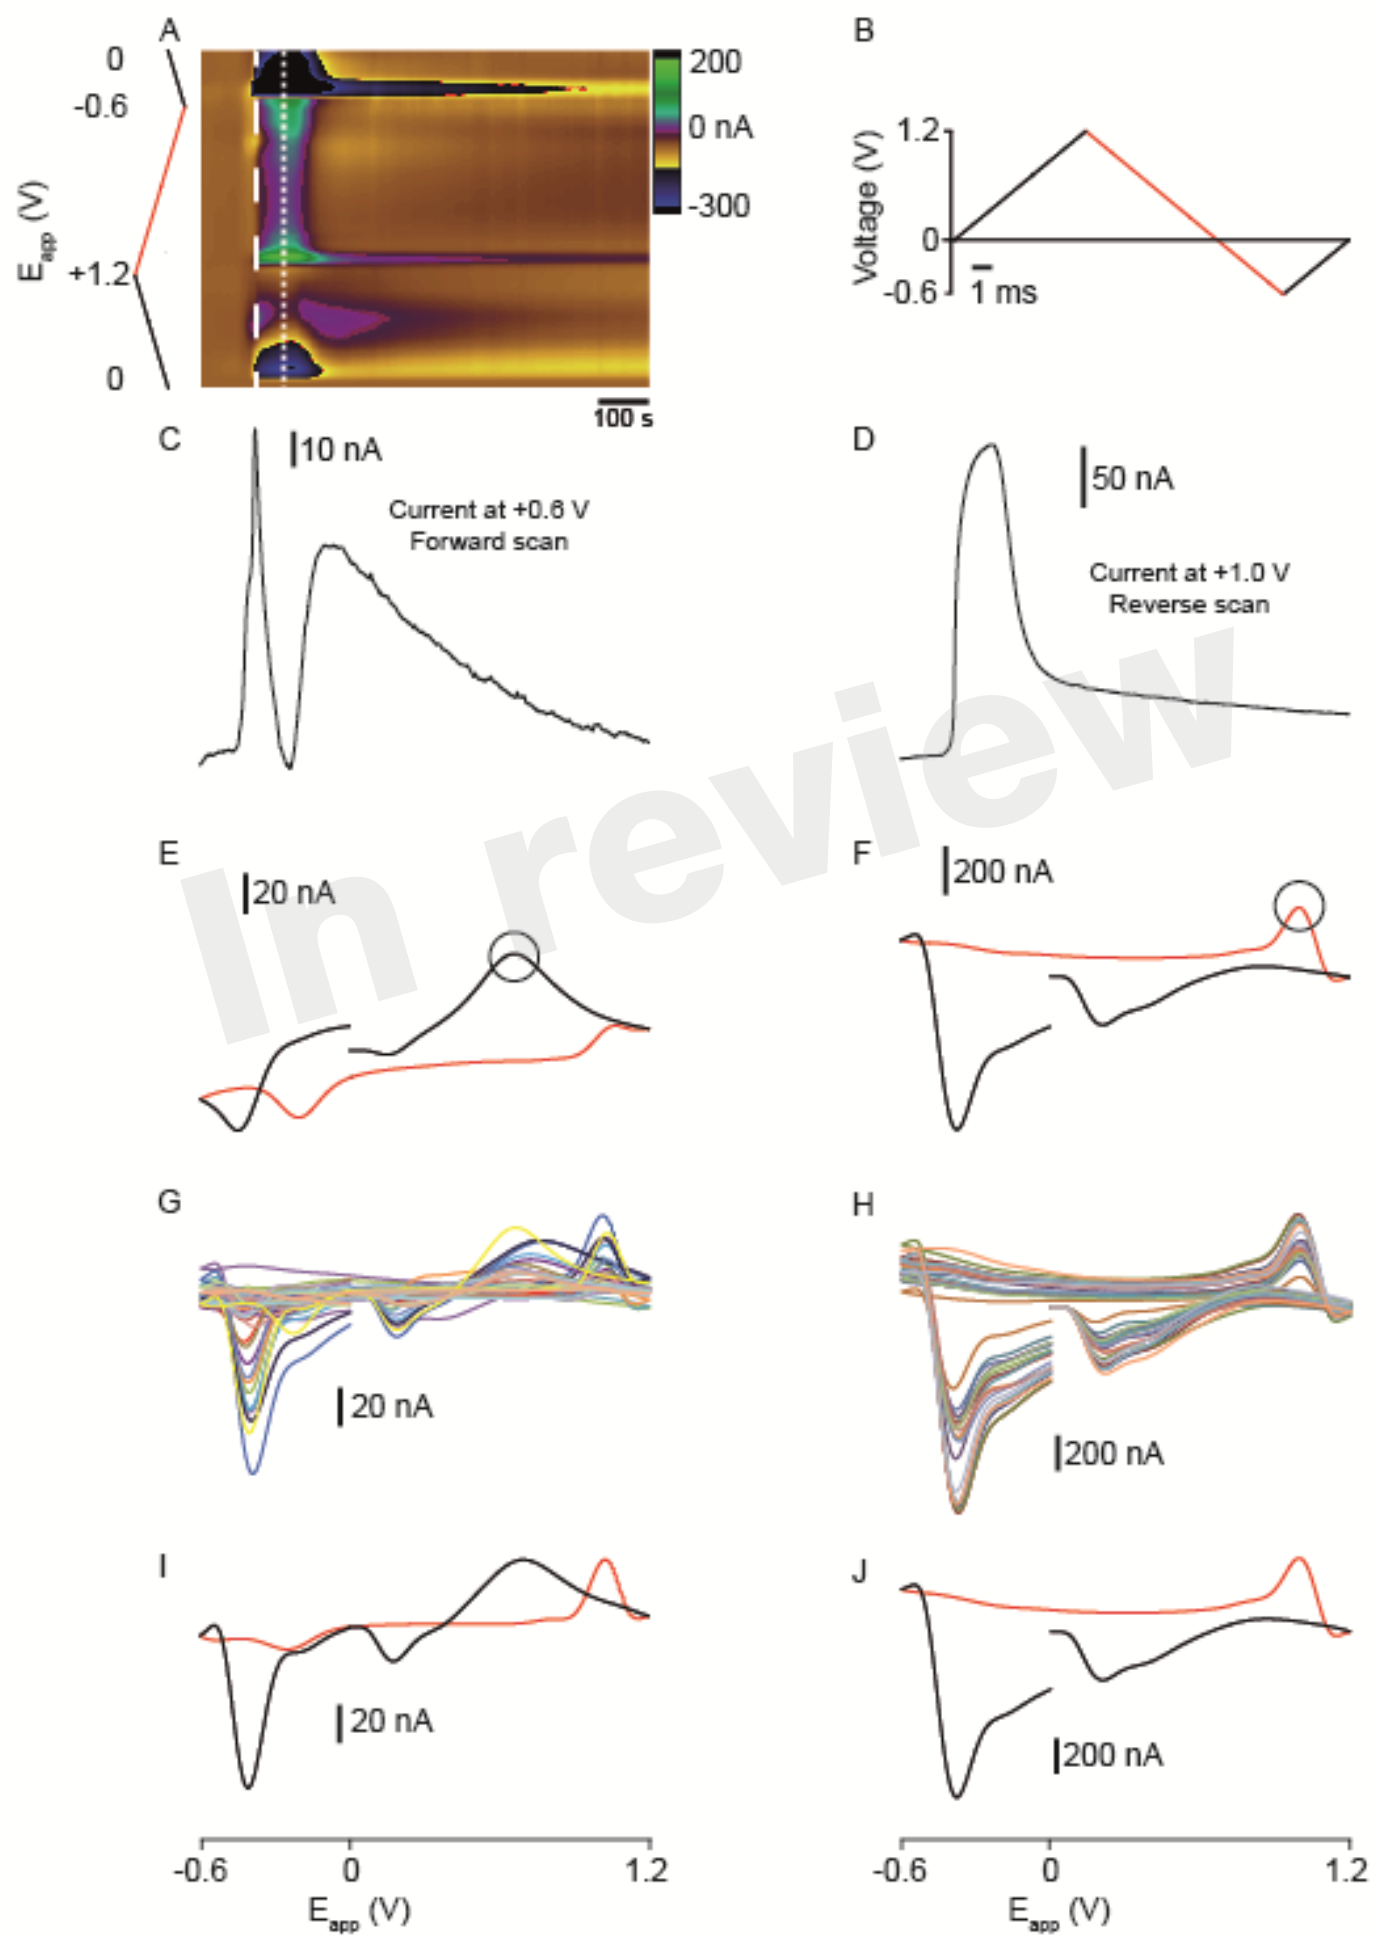 A
0
-0.6
+1.2
0
Eapp (V)
200
0 nA
-300
100 s
B
Voltage (V)
1.2
0
-0.6
1 ms
C
10 nA
Current at +0.6 V
Forward scan
D
50 nA
Current at +1.0 V
Reverse scan
In review
E
20 nA
F
200 nA
G
20 nA
H
200 nA
I
20 nA
J
200 nA
-0.6 0 1.2
Eapp (V)
-0.6 0 1.2
Eapp (V)